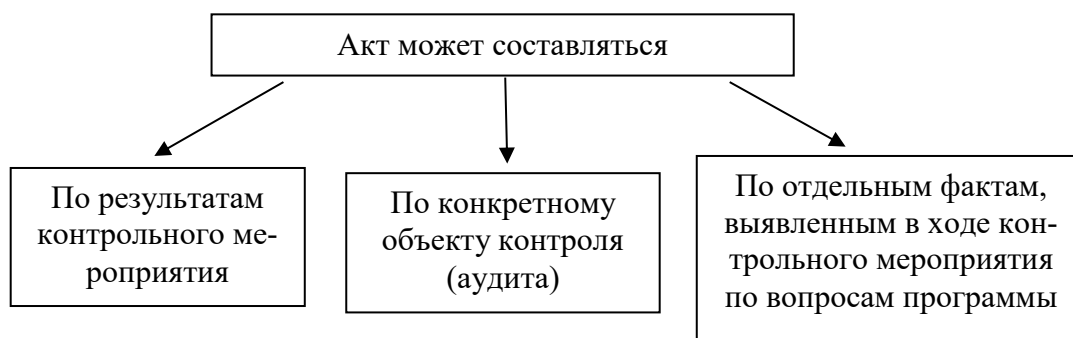 Акт может составляться
По результатам
контрольного ме-
роприятия
По конкретному
объекту контроля
(аудита)
По отдельным фактам,
выявленным в ходе кон-
трольного мероприятия
по вопросам программы